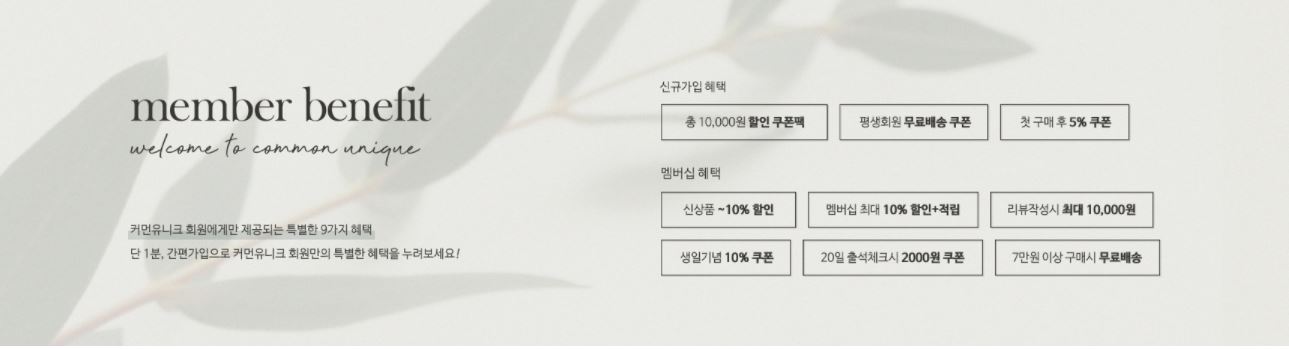 member benefit
welcome to common unique
커먼유니크 회원에게만 제공되는 특별한 9가지 혜택
단 1분, 간편가입으로 커먼유니크 회원만의 특별한 혜택을 누려보세요!
신규가입 혜택
총 10,000원 할인 쿠폰팩
평생회원 무료배송 쿠폰
첫 구매 후 5% 쿠폰
멤버십 혜택
신상품 ~10% 할인
멤버십 최대 10% 할인+적립
리뷰작성시 최대 10,000원
생일기념 10% 쿠폰
20일 출석체크시 2000원 쿠폰
7만원 이상 구매시 무료배송